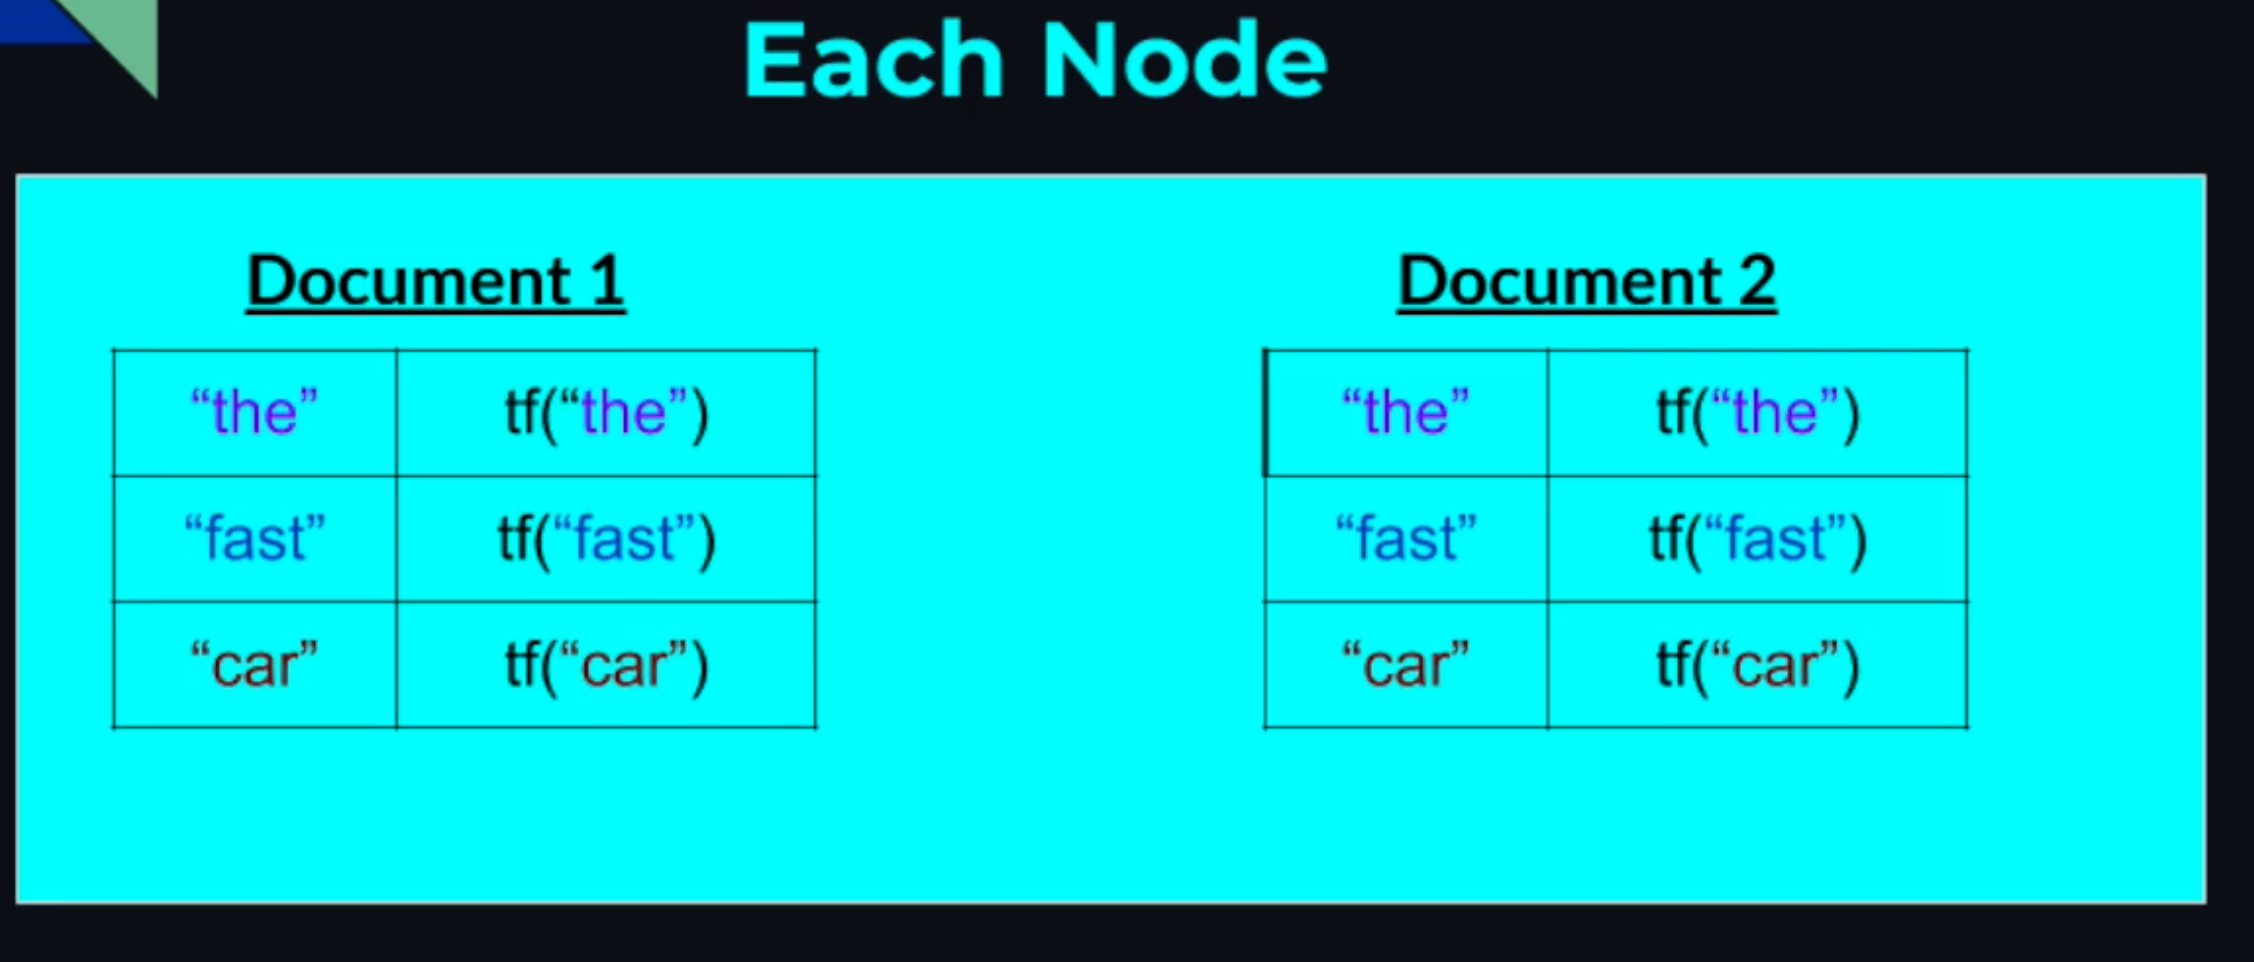 Each Node
Document 1
“the” tf(“the”)
“fast” tf(“fast”)
“car” tf(“car”)
Document 2
“the” tf(“the”)
“fast” tf(“fast”)
“car” tf(“car”)